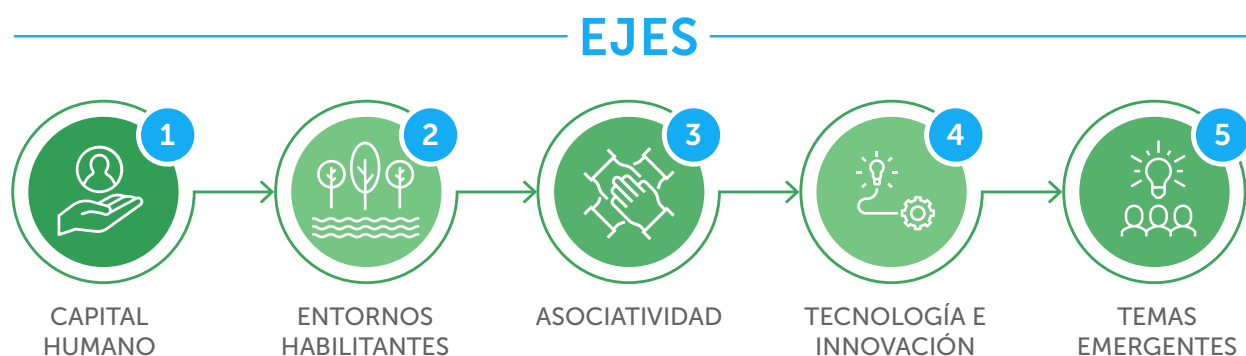 EJES
1
CAPITAL
HUMANO
2
ENTORNOS
HABILITANTES
3
ASOCIATIVIDAD
4
TECNOLOGÍA E
INNOVACIÓN
5
TEMAS
EMERGENTES